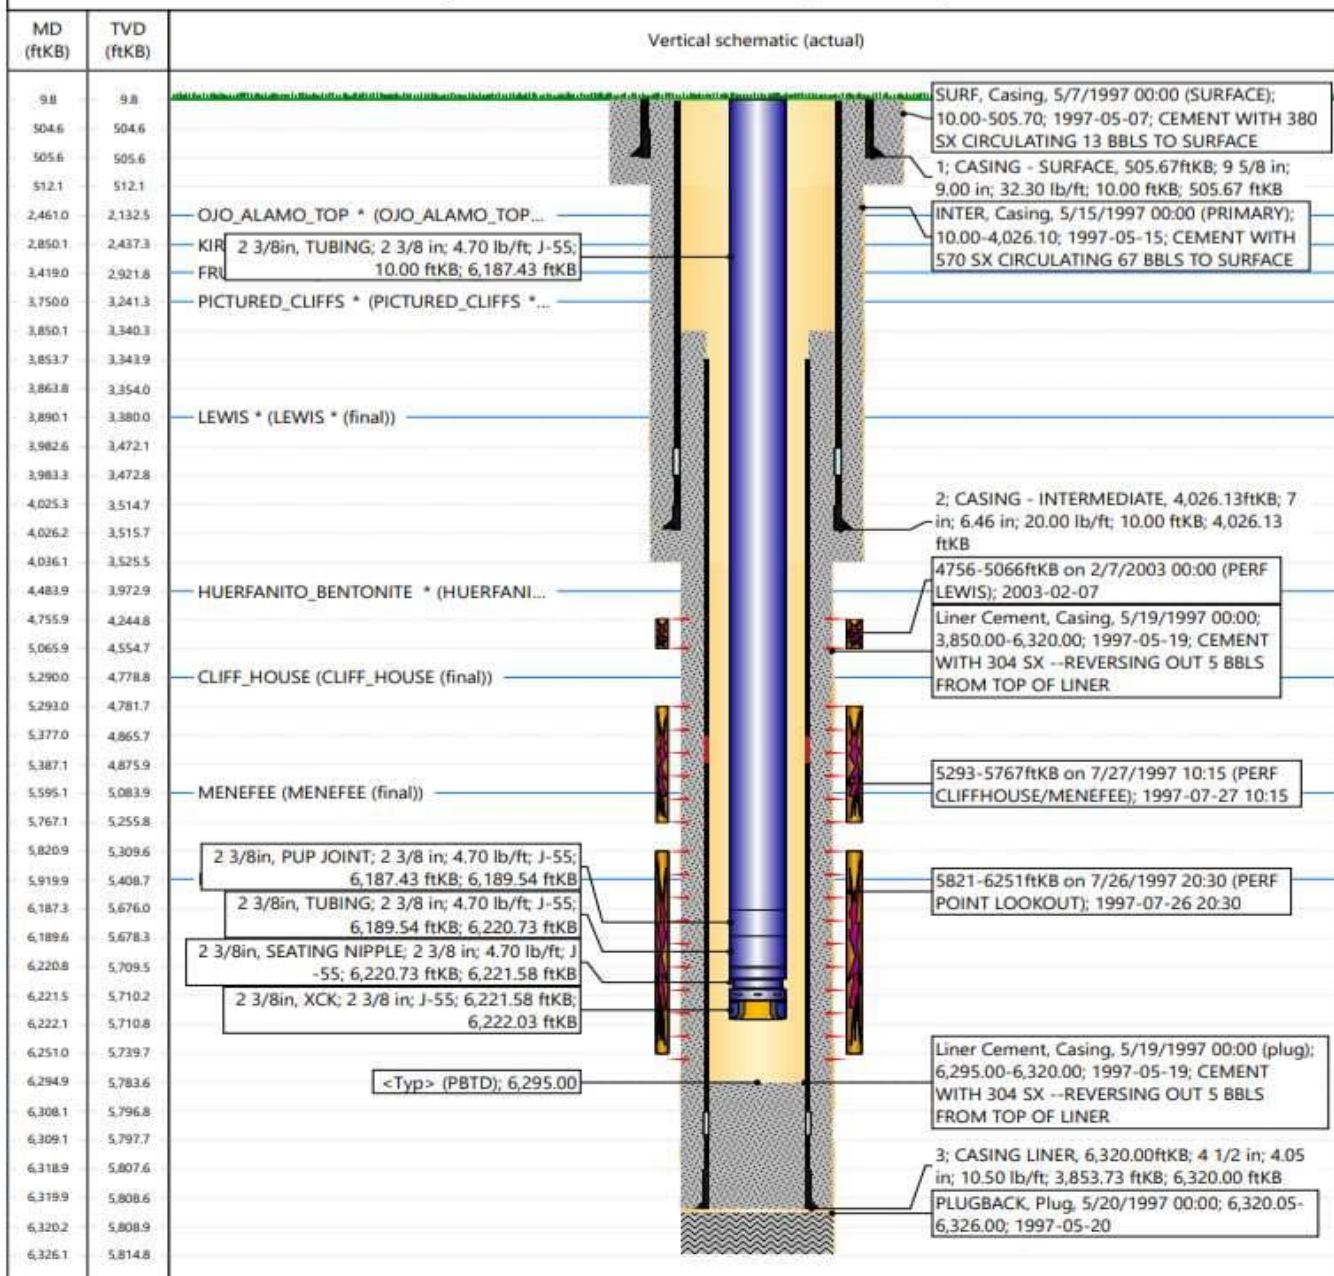 MD
(ftKB)
TVD
(ftKB)
Vertical schematic (actual)
9.8 9.8
504.6 504.6
505.6 505.6
512.1 512.1
2,461.0 2,132.5
2,850.1 2,437.3
3,419.0 2,921.8
3,750.0 3,241.3
3,850.1 3,340.3
3,853.7 3,343.9
3,863.8 3,354.0
3,890.1 3,380.0
3,982.6 3,472.1
3,983.3 3,472.8
4,025.3 3,514.7
4,026.2 3,515.7
4,036.1 3,525.5
4,483.9 3,972.9
4,755.9 4,244.8
5,065.9 4,554.7
5,290.0 4,778.8
5,293.0 4,781.7
5,377.0 4,865.7
5,387.1 4,875.9
5,595.1 5,083.9
5,767.1 5,255.8
5,820.9 5,309.6
5,919.9 5,408.7
6,187.3 5,676.0
6,189.6 5,678.3
6,220.8 5,709.5
6,221.5 5,710.2
6,222.1 5,710.8
6,251.0 5,739.7
6,294.9 5,783.6
6,308.1 5,796.8
6,309.1 5,797.7
6,318.9 5,807.6
6,319.9 5,808.6
6,320.2 5,808.9
6,326.1 5,814.8
OJO_ALAMO_TOP * (OJO_ALAMO_TOP...
KIR
FRU
2 3/8in, TUBING; 2 3/8 in; 4.70 lb/ft; J-55;
10.00 ftKB; 6,187.43 ftKB
PICTURED_CLIFFS * (PICTURED_CLIFFS *...
LEWIS * (LEWIS * (final))
HUERFANITO_BENTONITE * (HUERFANI...
CLIFF_HOUSE (CLIFF_HOUSE (final))
MENEFEE (MENEFEE (final))
2 3/8in, PUP JOINT; 2 3/8 in; 4.70 lb/ft; J-55;
6,187.43 ftKB; 6,189.54 ftKB
2 3/8in, TUBING; 2 3/8 in; 4.70 lb/ft; J-55;
6,189.54 ftKB; 6,220.73 ftKB
2 3/8in, SEATING NIPPLE; 2 3/8 in; 4.70 lb/ft; J
-55; 6,220.73 ftKB; 6,221.58 ftKB
2 3/8in, XCK; 2 3/8 in; J-55; 6,221.58 ftKB;
6,222.03 ftKB
<Typ> (PBTD); 6,295.00
SURF, Casing, 5/7/1997 00:00 (SURFACE);
10.00-505.70; 1997-05-07; CEMENT WITH 380
SX CIRCULATING 13 BBLS TO SURFACE
1; CASING - SURFACE, 505.67ftKB; 9 5/8 in;
9.00 in; 32.30 lb/ft; 10.00 ftKB; 505.67 ftKB
INTER, Casing, 5/15/1997 00:00 (PRIMARY);
10.00-4,026.10; 1997-05-15; CEMENT WITH
570 SX CIRCULATING 67 BBLS TO SURFACE
2; CASING - INTERMEDIATE, 4,026.13ftKB; 7
in; 6.46 in; 20.00 lb/ft; 10.00 ftKB; 4,026.13
ftKB
4756-5066ftKB on 2/7/2003 00:00 (PERF
LEWIS); 2003-02-07
Liner Cement, Casing, 5/19/1997 00:00;
3,850.00-6,320.00; 1997-05-19; CEMENT
WITH 304 SX --REVERSING OUT 5 BBLS
FROM TOP OF LINER
5293-5767ftKB on 7/27/1997 10:15 (PERF
CLIFFHOUSE/MENEFEE); 1997-07-27 10:15
5821-6251ftKB on 7/26/1997 20:30 (PERF
POINT LOOKOUT); 1997-07-26 20:30
Liner Cement, Casing, 5/19/1997 00:00 (plug);
6,295.00-6,320.00; 1997-05-19; CEMENT
WITH 304 SX --REVERSING OUT 5 BBLS
FROM TOP OF LINER
3; CASING LINER, 6,320.00ftKB; 4 1/2 in; 4.05
in; 10.50 lb/ft; 3,853.73 ftKB; 6,320.00 ftKB
PLUGBACK, Plug, 5/20/1997 00:00; 6,320.05-
6,326.00; 1997-05-20